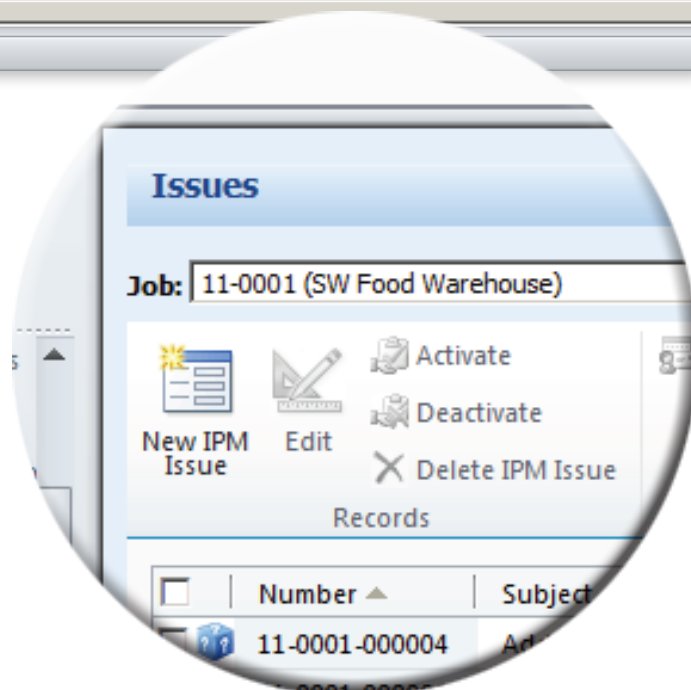 Issues
Job: 11-0001 (SW Food Warehouse)
Activate
Deactivate
New IPM
Issue
Edit
Delete IPM Issue
Records
Number
Subject
11-0001-000004